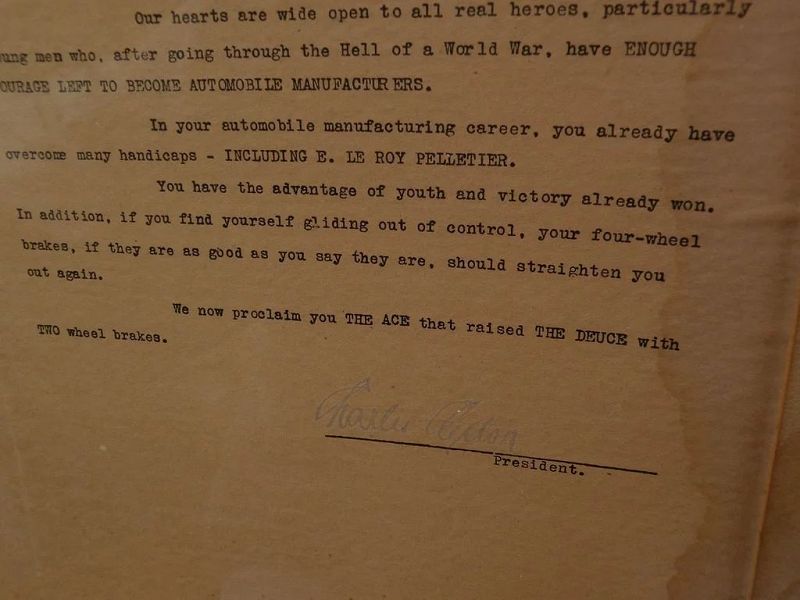 Our hearts are wide open to all real heroes, particularly
men who, after going through the Hell of a World War, have ENOUGH
LEFT TO BECOME AUTOMOBILE MANUFACTURERS.
In your automobile manufacturing career, you already have
overcome many handicaps - INCLUDING E. LE ROY PELLETIER.
You have the advantage of youth and victory already won.
In addition, if you find yourself gliding out of control, your four-wheel
brakes, if they are as good as you say they are, should straighten you
out again.
We now proclaim you THE ACE that raised THE DEUCE with
TWO wheel brakes.
Charlie
President.